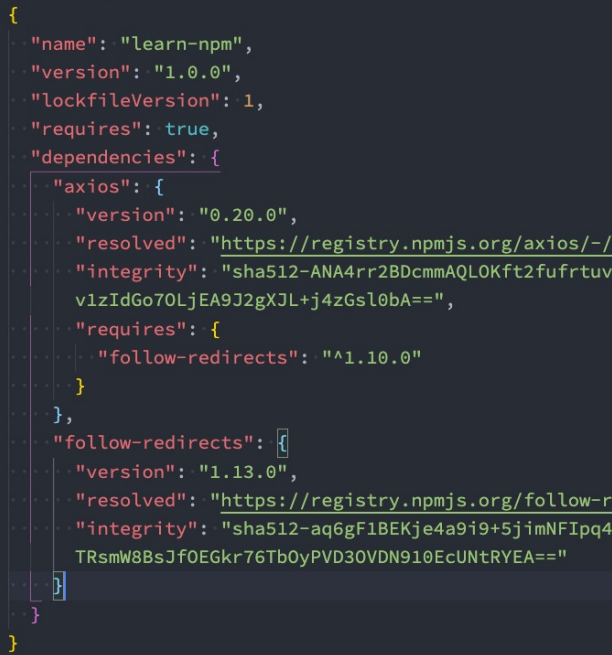 {
"name": "learn-npm",
"version": "1.0.0",
"lockfileVersion": 1,
"requires": true,
"dependencies": {
"axios": {
"version": "0.20.0",
"resolved": "https://registry.npmjs.org/axios/-/
"integrity": "sha512-ANA4rr2BDcmmAQLOKft2fufrtuv
v1zIdGo7OLjEA9J2gXJL+j4zGsl0bA==",
"requires": {
"follow-redirects": "^1.10.0"
}
},
"follow-redirects": {
"version": "1.13.0",
"resolved": "https://registry.npmjs.org/follow-r
"integrity": "sha512-aq6gF1BEKje4a9i9+5jimNFIpq4
TRsmW8BsJfOEGkr76TbOyPVD3OVDN910EcUNtRYEA=="
}
}
}